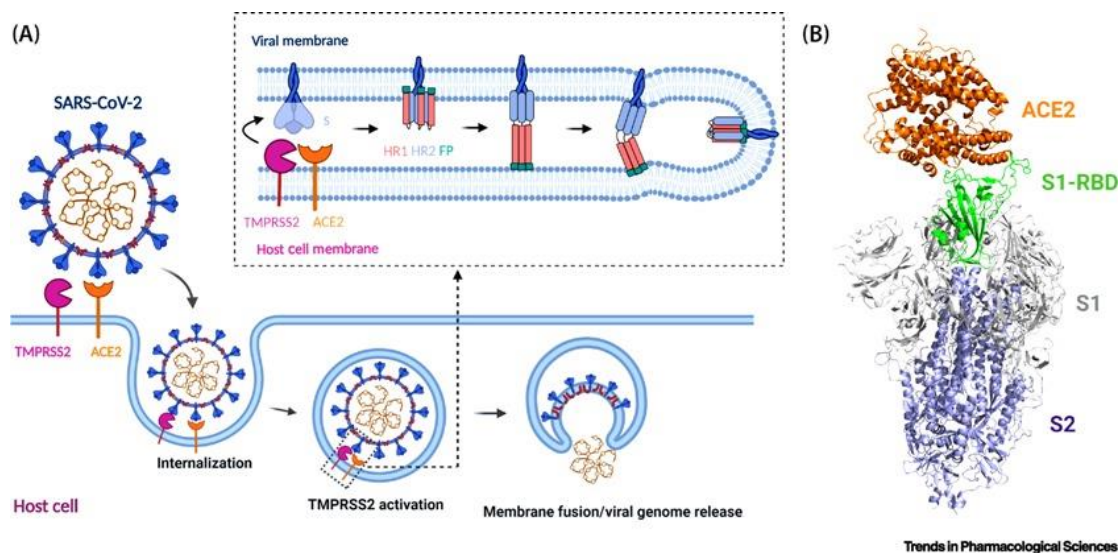 (A)
SARS-CoV-2
TMPRSS2
ACE2
Viral membrane
S
HR1 HR2 FP
TMPRSS2
ACE2
Host cell membrane
Internalization
TMPRSS2 activation
Membrane fusion/viral genome release
Host cell
(B)
ACE2
S1-RBD
S1
S2
Trends in Pharmacological Sciences